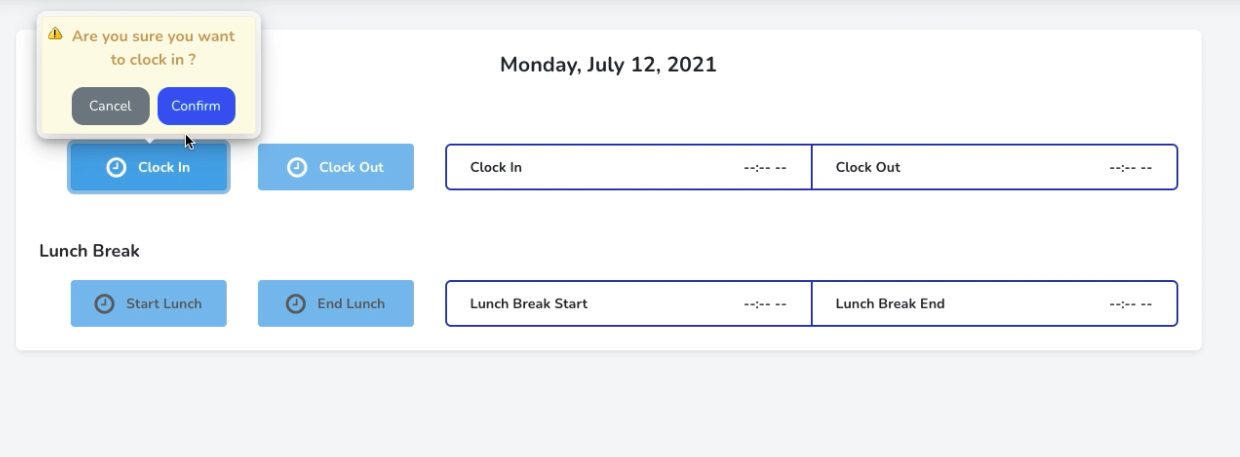 Are you sure you want
to clock in ?
Cancel Confirm
Monday, July 12, 2021
Clock In Clock Out Clock In --:-- -- Clock Out --:-- --
Lunch Break
Start Lunch End Lunch Lunch Break Start --:-- -- Lunch Break End --:-- --